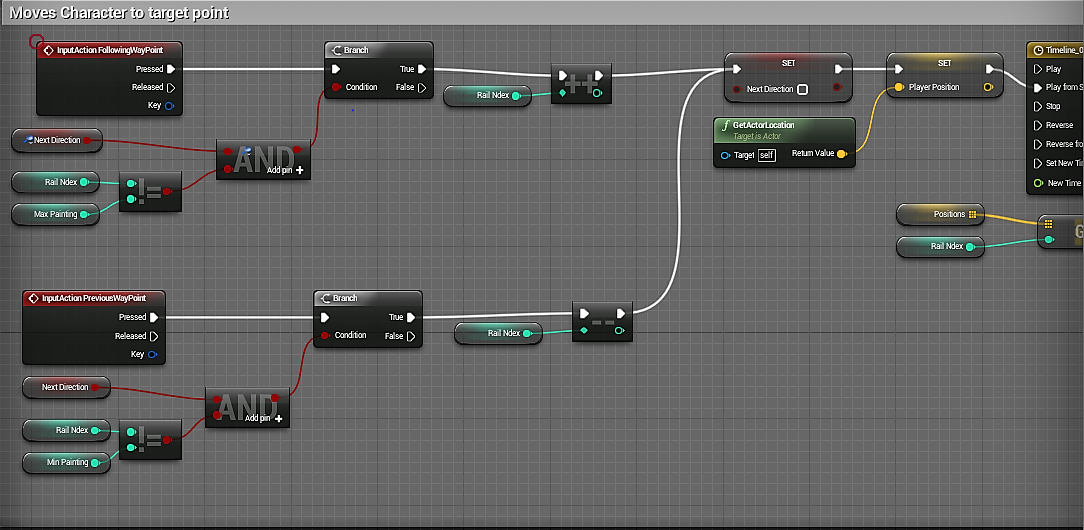 Moves Character to target point
InputAction FollowingWayPoint
Pressed
Released
Key
Branch
True
Condition
False
Rail Ndex
++
SET
Next Direction
SET
Player Position
Timeline_0
Play
Play from S
Stop
Reverse
Reverse fro
Set New Ti
New Time
Next Direction
AND
Add pin +
Rail Ndex
!=
Max Painting
GetActorLocation
Target is Actor
Target self
Return Value
Positions
Rail Ndex
G
InputAction PreviousWayPoint
Pressed
Released
Key
Branch
True
Condition
False
Rail Ndex
--
Next Direction
AND
Add pin +
Rail Ndex
!=
Min Painting